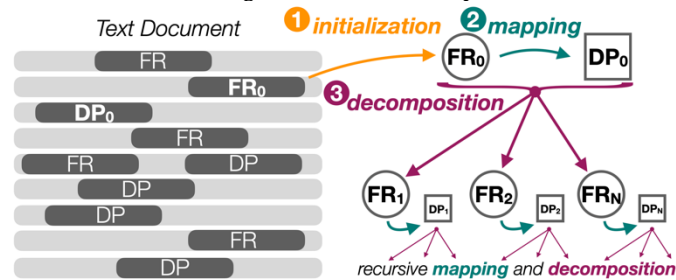 Text Document
FR
FR0
DP0
FR
FR DP
DP
DP
FR
DP
1 initialization
2 mapping
FR0 DP0
3 decomposition
FR1 DP1 FR2 DP2 FRN DPN
recursive mapping and decomposition